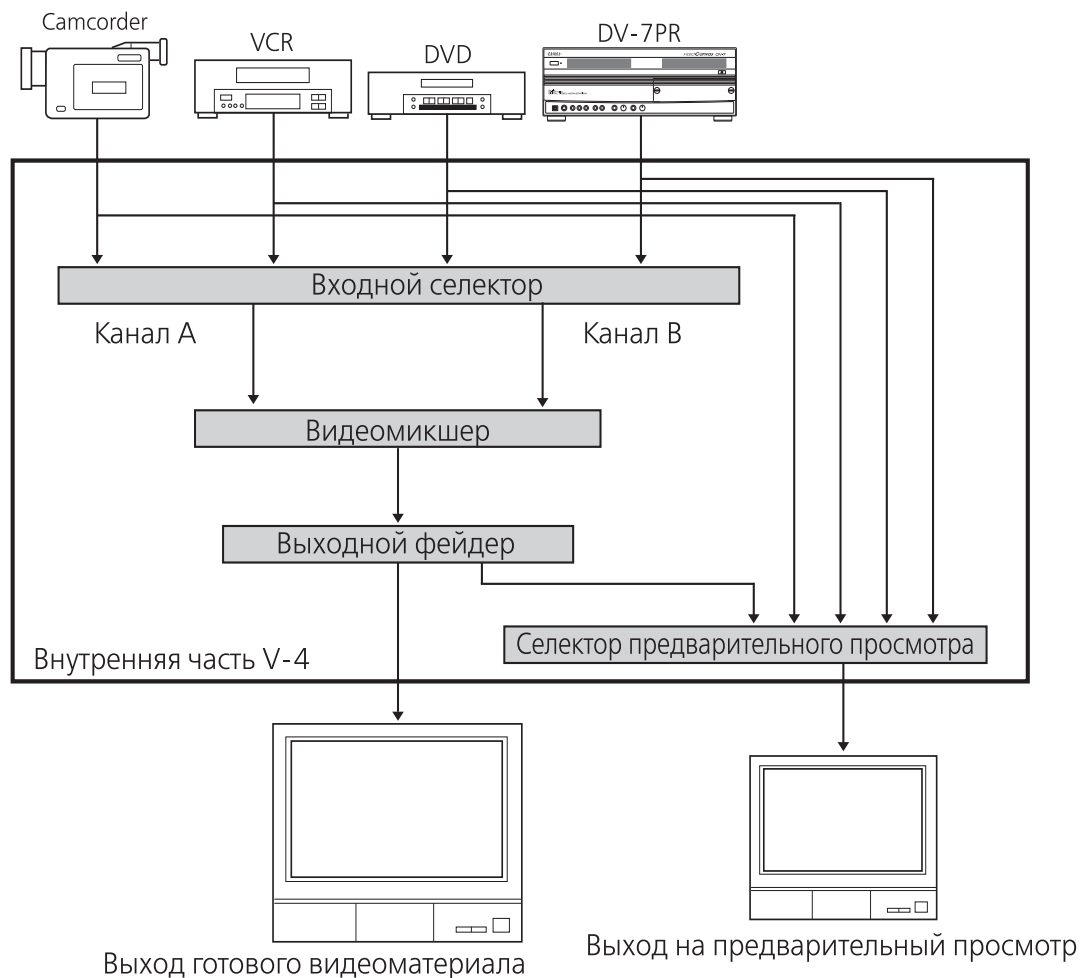 Camcorder
VCR
DVD
DV-7PR
Входной селектор
Канал A
Канал B
Видеомикшер
Выходной фейдер
Селектор предварительного просмотра
Внутренняя часть V-4
Выход на предварительный просмотр
Выход готового видеоматериала